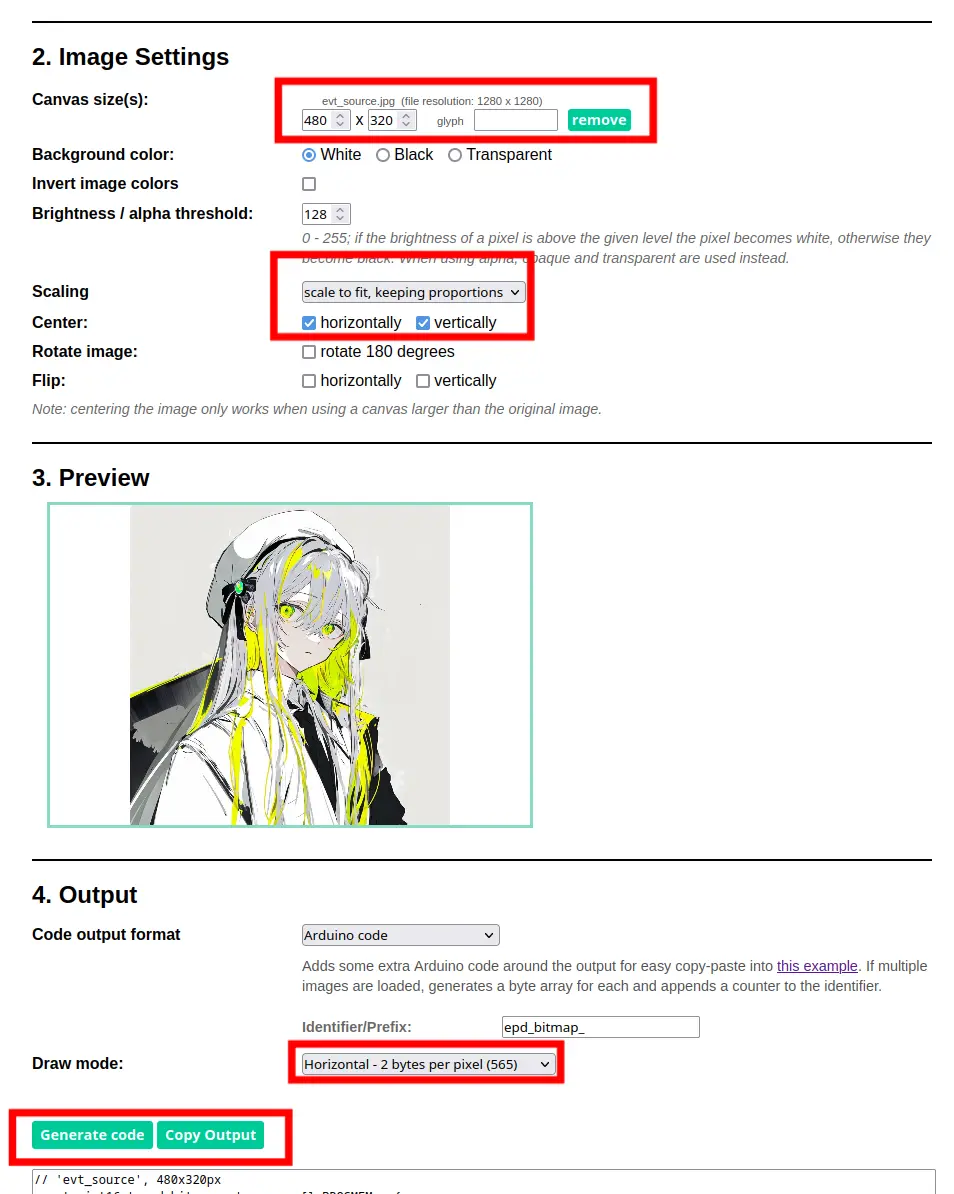 2. Image Settings
Canvas size(s):
evt_source.jpg (file resolution: 1280 x 1280)
480 x 320 glyph remove
Background color: White Black Transparent
Invert image colors
Brightness / alpha threshold: 128
0 - 255; if the brightness of a pixel is above the given level the pixel becomes white, otherwise they
become black. When using alpha, opaque and transparent are used instead.
Scaling scale to fit, keeping proportions
Center: horizontally vertically
Rotate image: rotate 180 degrees
Flip: horizontally vertically
Note: centering the image only works when using a canvas larger than the original image.
3. Preview
4. Output
Code output format Arduino code
Adds some extra Arduino code around the output for easy copy-paste into this example. If multiple
images are loaded, generates a byte array for each and appends a counter to the identifier.
Identifier/Prefix: epd_bitmap_
Draw mode: Horizontal - 2 bytes per pixel (565)
Generate code Copy Output
// 'evt_source', 480x320px